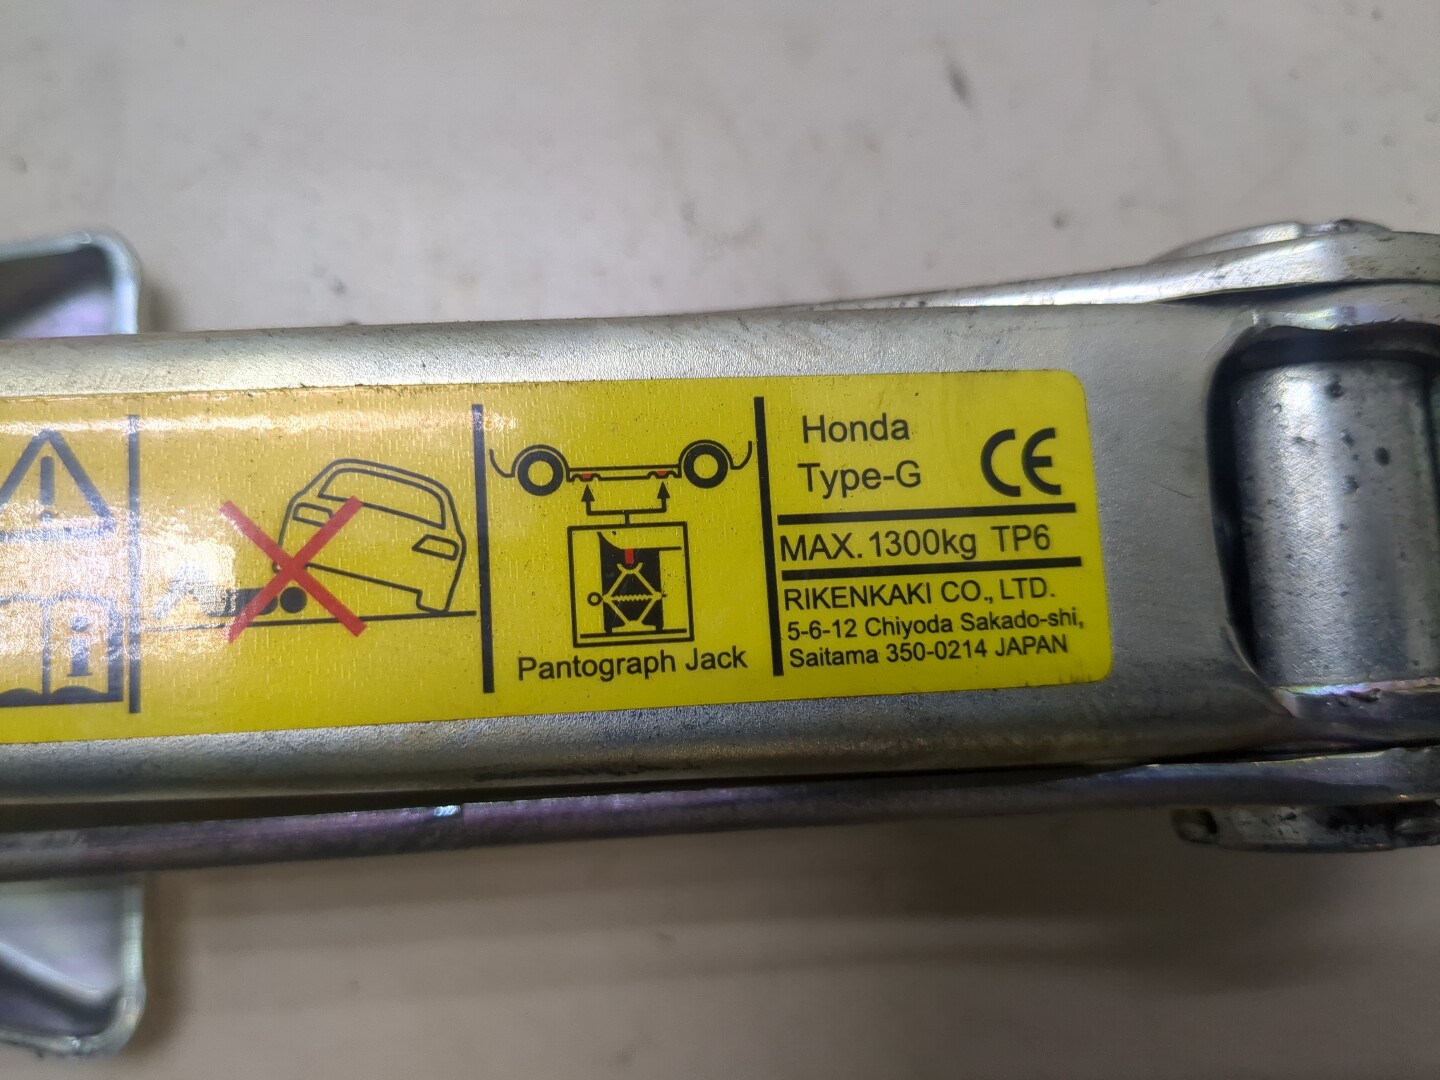 Pantograph Jack
Honda
Type-G
CE
MAX. 1300kg TP6
RIKENKAKI CO., LTD.
5-6-12 Chiyoda Sakado-shi,
Saitama 350-0214 JAPAN